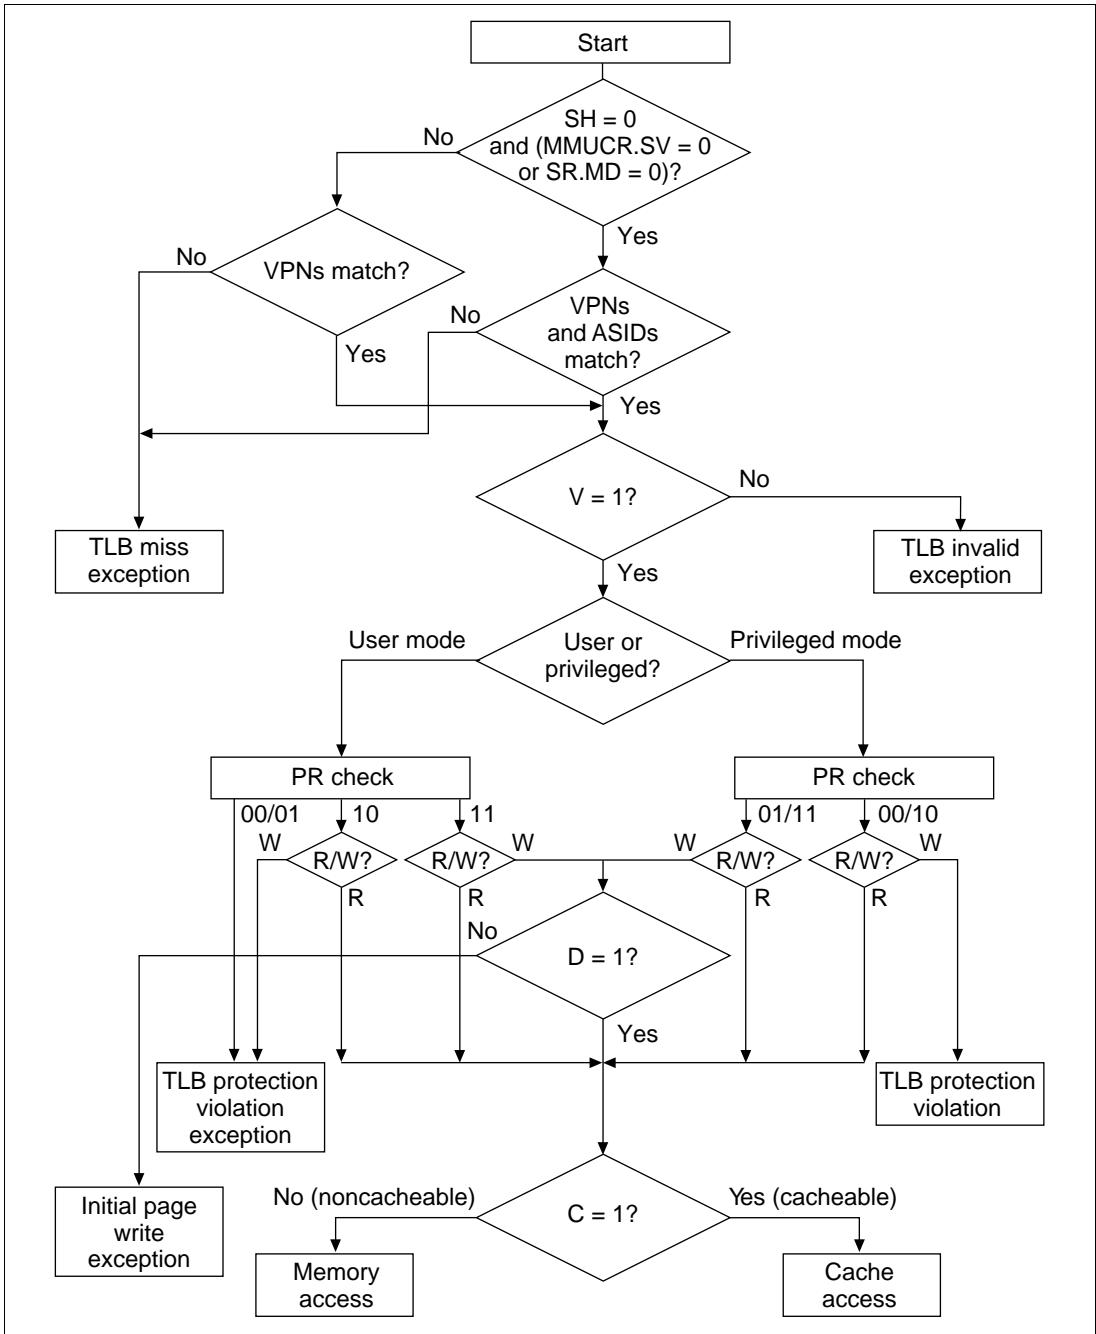 Start
SH = 0
and (MMUCR.SV = 0
or SR.MD = 0)?
No
Yes
VPNs match?
No
Yes
VPNs
and ASIDs
match?
No
Yes
V = 1?
No
Yes
TLB miss
exception
TLB invalid
exception
User or
privileged?
User mode
Privileged mode
PR check
PR check
00/01
10
11
01/11
00/10
W
R/W?
R/W?
W
W
R/W?
R/W?
W
R
R
R
R
No
D = 1?
Yes
TLB protection
violation
exception
TLB protection
violation
Initial page
write
exception
No (noncacheable)
C = 1?
Yes (cacheable)
Memory
access
Cache
access